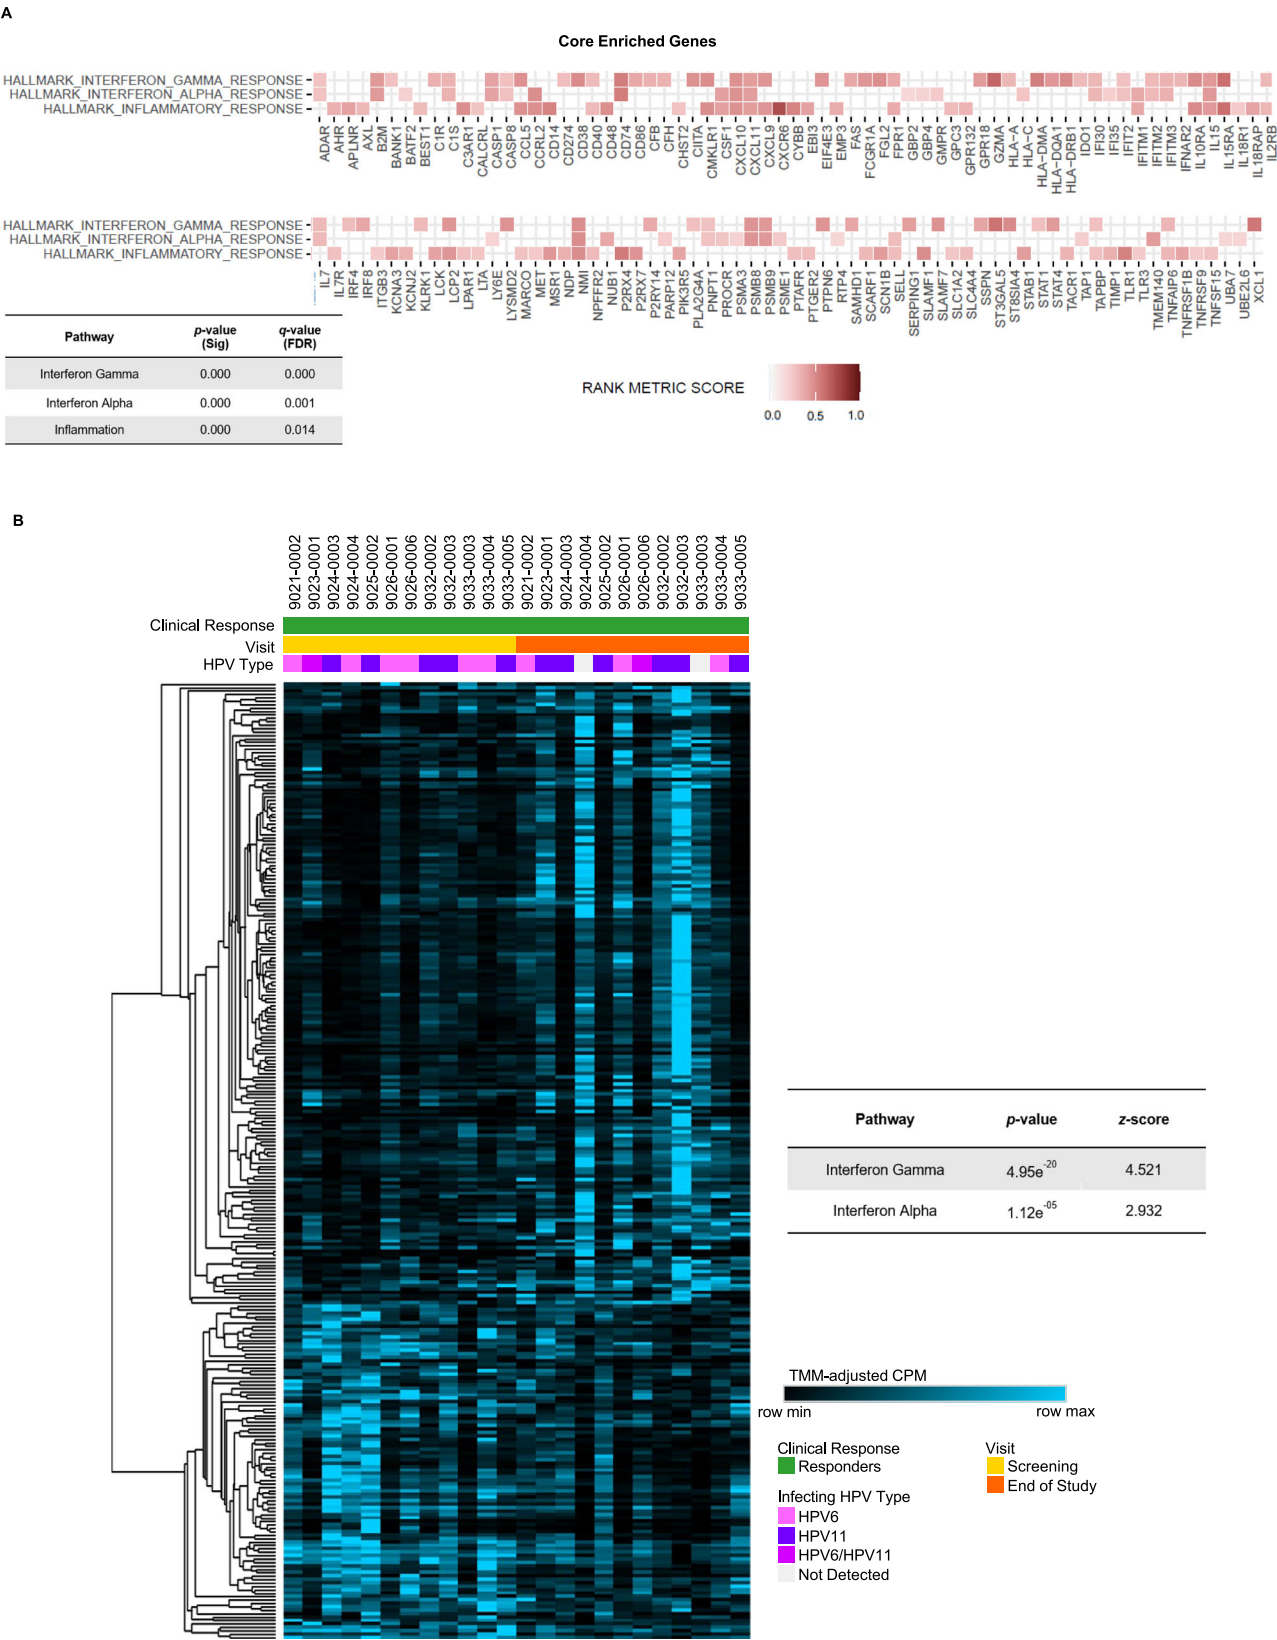 A
Core Enriched Genes
HALLMARK_INTERFERON_GAMMA_RESPONSE
HALLMARK_INTERFERON_ALPHA_RESPONSE
HALLMARK_INFLAMMATORY_RESPONSE
ADAR AHR APLNR AXL B2M BANK1 BATF2 BEST1 C1R C1S C3AR1 CALCRL CASP1 CASP8 CCL5 CCRL2 CD14 CD274 CD38 CD40 CD48 CD74 CD86 CFB CFH CHST2 CIITA CMKLR1 CSF1 CXCL10 CXCL11 CXCL9 CXCR6 CYBB EBI3 EIF4E3 EMP3 FAS FCGR1A FGL2 FPR1 GBP2 GBP4 GMPR GPC3 GPR132 GPR18 GZMA HLA-A HLA-C HLA-DMA HLA-DQA1 HLA-DRB1 IDO1 IFI30 IFI35 IFIT2 IFITM1 IFITM2 IFITM3 IFNAR2 IL10RA IL15 IL15RA IL18R1 IL18RAP IL2RB
HALLMARK_INTERFERON_GAMMA_RESPONSE
HALLMARK_INTERFERON_ALPHA_RESPONSE
HALLMARK_INFLAMMATORY_RESPONSE
IL7 IL7R IRF4 IRF8 ITGB3 KCNA3 KCNJ2 KLRK1 LCK LCP2 LPAR1 LTA LY6E LYSMD2 MARCO MET MSR1 NDP NMI NPFFR2 NUB1 P2RX4 P2RX7 P2RY14 PARP12 PIK3R5 PLA2G4A PNPT1 PROCR PSMA3 PSMB8 PSMB9 PSME1 PTAFR PTGER2 PTPN6 RTP4 SAMHD1 SCARF1 SCN1B SELL SERPING1 SLAMF1 SLAMF7 SLC1A2 SLC4A4 SSPN ST3GAL5 ST8SIA4 STAB1 STAT1 STAT4 TACR1 TAP1 TAPBP TIMP1 TLR1 TLR3 TMEM140 TNFAIP6 TNFRSF1B TNFRSF9 TNFSF15 UBA7 UBE2L6 XCL1
Pathway p-value (Sig) q-value (FDR)
Interferon Gamma 0.000 0.000
Interferon Alpha 0.000 0.001
Inflammation 0.000 0.014
RANK METRIC SCORE
0.0 0.5 1.0
B
9021-0002 9023-0001 9024-0003 9024-0004 9025-0002 9026-0001 9026-0006 9032-0002 9032-0003 9033-0003 9033-0004 9033-0005 9021-0002 9023-0001 9024-0003 9024-0004 9025-0002 9026-0001 9026-0006 9032-0002 9032-0003 9033-0003 9033-0004 9033-0005
Clinical Response
Visit
HPV Type
Pathway p-value z-score
Interferon Gamma 4.95e-20 4.521
Interferon Alpha 1.12e-05 2.932
TMM-adjusted CPM
row min row max
Clinical Response
Responders
Visit
Screening
End of Study
Infecting HPV Type
HPV6
HPV11
HPV6/HPV11
Not Detected